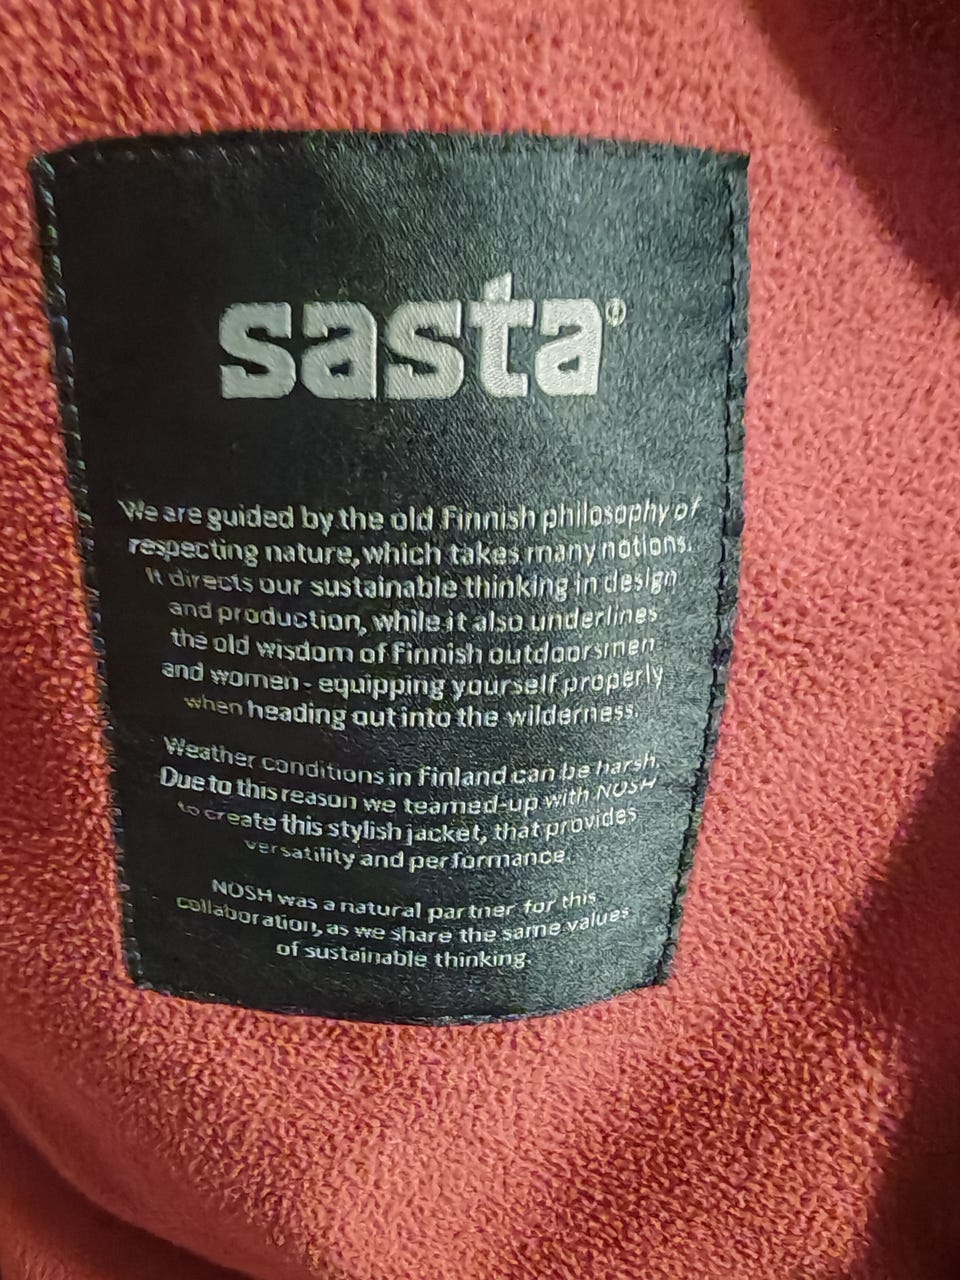 sasta®
We are guided by the old Finnish philosophy of
respecting nature, which takes many notions.
It directs our sustainable thinking in design
and production, while it also underlines
the old wisdom of Finnish outdoorsmen
and women - equipping yourself properly
when heading out into the wilderness.
Weather conditions in Finland can be harsh.
Due to this reason we teamed-up with NOSH
to create this stylish jacket, that provides
versatility and performance.
NOSH was a natural partner for this
collaboration, as we share the same values
of sustainable thinking.